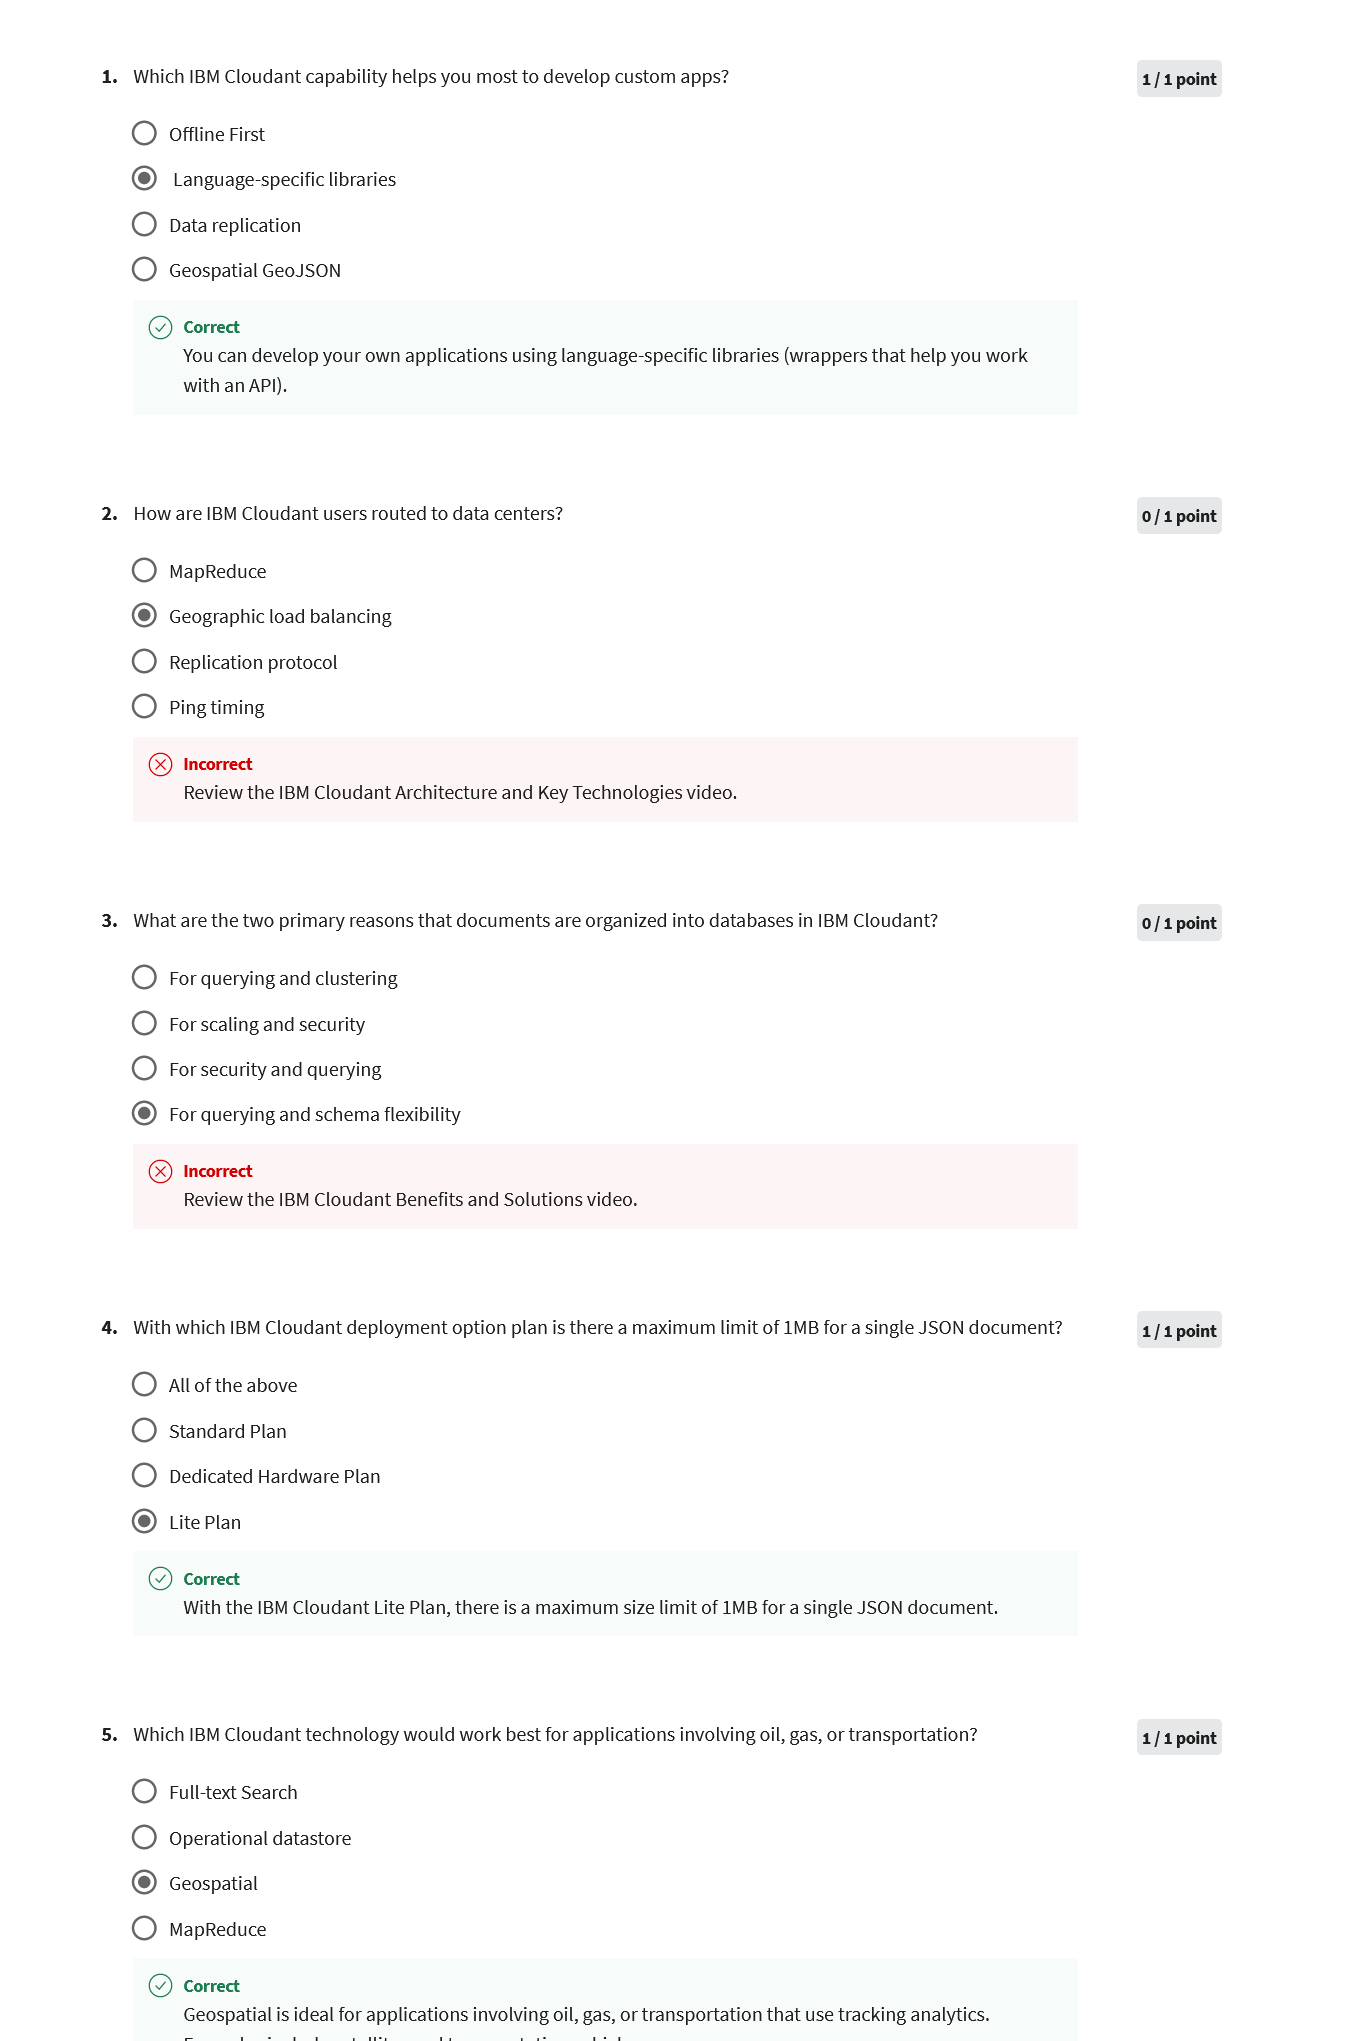 1. Which IBM Cloudant capability helps you most to develop custom apps?
1 / 1 point
Offline First
Language-specific libraries
Data replication
Geospatial GeoJSON
Correct
You can develop your own applications using language-specific libraries (wrappers that help you work
with an API).
2. How are IBM Cloudant users routed to data centers?
0 / 1 point
MapReduce
Geographic load balancing
Replication protocol
Ping timing
Incorrect
Review the IBM Cloudant Architecture and Key Technologies video.
3. What are the two primary reasons that documents are organized into databases in IBM Cloudant?
0 / 1 point
For querying and clustering
For scaling and security
For security and querying
For querying and schema flexibility
Incorrect
Review the IBM Cloudant Benefits and Solutions video.
4. With which IBM Cloudant deployment option plan is there a maximum limit of 1MB for a single JSON document?
1 / 1 point
All of the above
Standard Plan
Dedicated Hardware Plan
Lite Plan
Correct
With the IBM Cloudant Lite Plan, there is a maximum size limit of 1MB for a single JSON document.
5. Which IBM Cloudant technology would work best for applications involving oil, gas, or transportation?
1 / 1 point
Full-text Search
Operational datastore
Geospatial
MapReduce
Correct
Geospatial is ideal for applications involving oil, gas, or transportation that use tracking analytics.